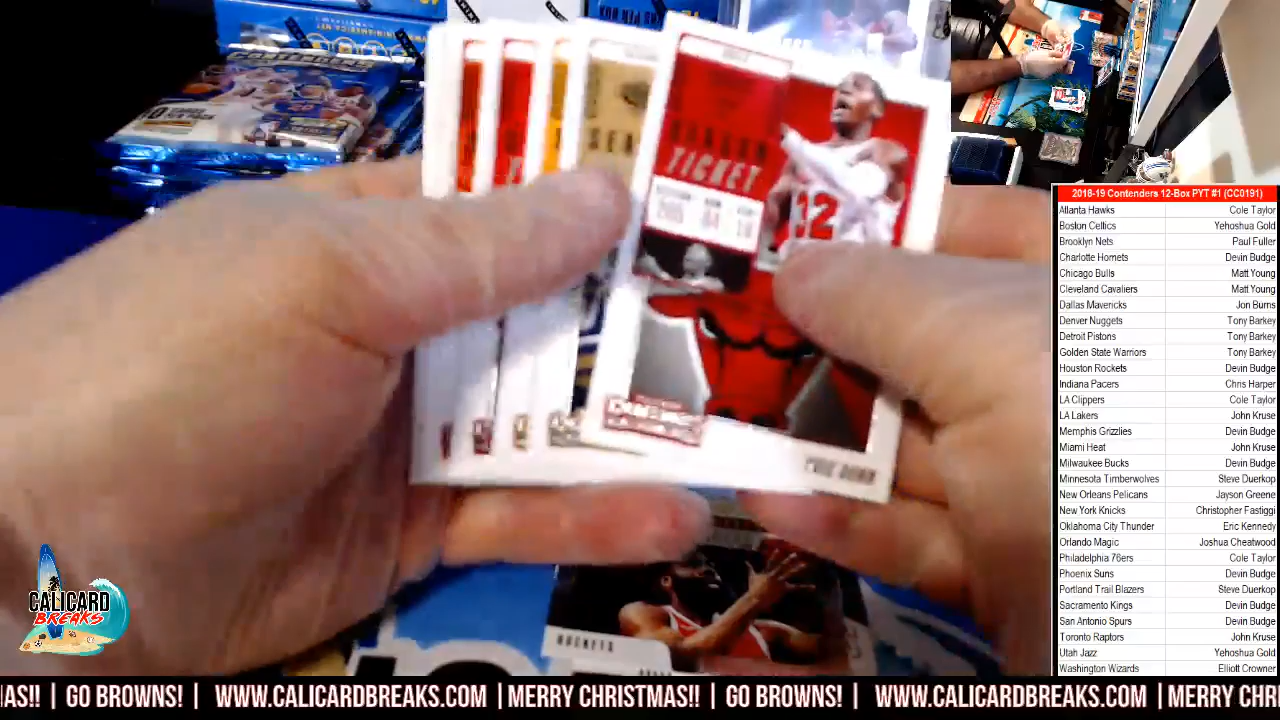 TICKET
32
ROCKETS
CALICARD
BREAKS
2018-19 Contenders 12-Box PYT #1 (CC0191)
Atlanta Hawks Cole Taylor
Boston Celtics Yehoshua Gold
Brooklyn Nets Paul Fuller
Charlotte Hornets Devin Budge
Chicago Bulls Matt Young
Cleveland Cavaliers Matt Young
Dallas Mavericks Jon Burns
Denver Nuggets Tony Barkey
Detroit Pistons Tony Barkey
Golden State Warriors Tony Barkey
Houston Rockets Devin Budge
Indiana Pacers Chris Harper
LA Clippers Cole Taylor
LA Lakers John Kruse
Memphis Grizzlies Devin Budge
Miami Heat John Kruse
Milwaukee Bucks Devin Budge
Minnesota Timberwolves Steve Duerkop
New Orleans Pelicans Jayson Greene
New York Knicks Christopher Fastiggi
Oklahoma City Thunder Eric Kennedy
Orlando Magic Joshua Cheatwood
Philadelphia 76ers Cole Taylor
Phoenix Suns Devin Budge
Portland Trail Blazers Steve Duerkop
Sacramento Kings Devin Budge
San Antonio Spurs Devin Budge
Toronto Raptors John Kruse
Utah Jazz Yehoshua Gold
Washington Wizards Elliott Crowner
AS!! | GO BROWNS! | WWW.CALICARDBREAKS.COM | MERRY CHRISTMAS!! | GO BROWNS! | WWW.CALICARDBREAKS.COM | MERRY CHR